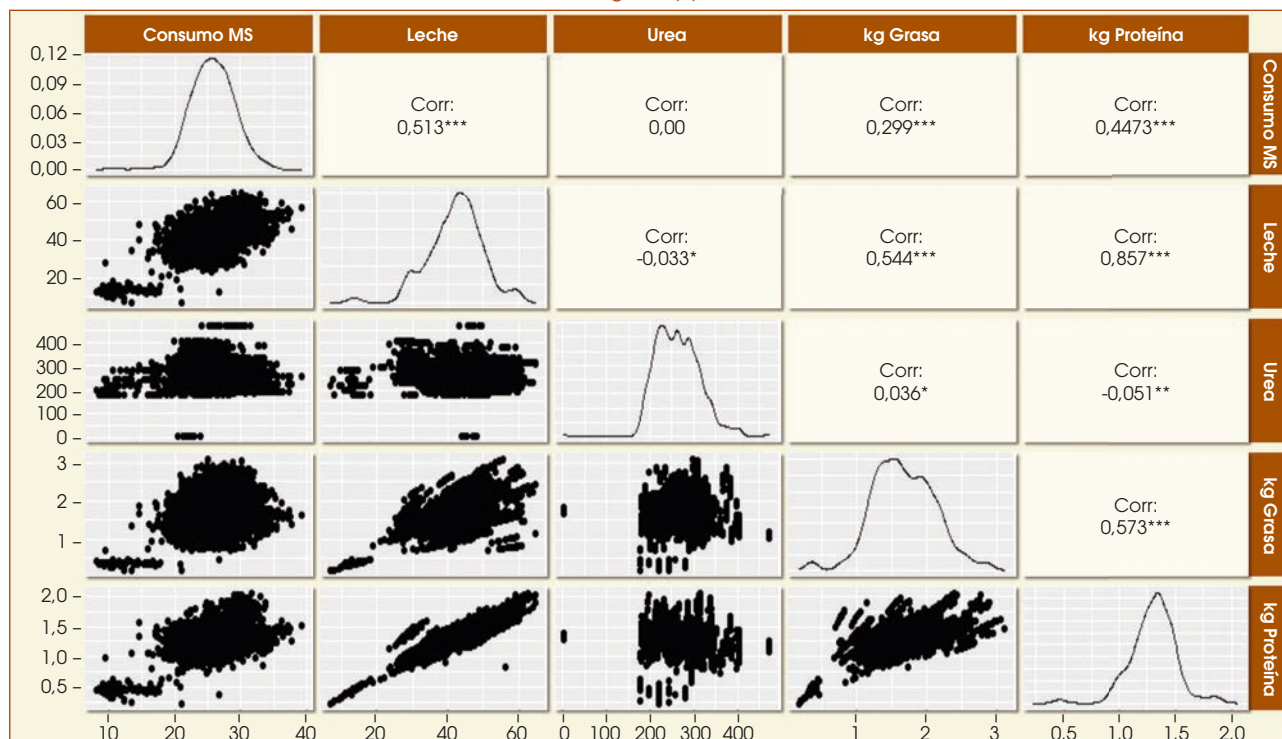 Consumo MS
Leche
Urea
kg Grasa
kg Proteína
0,12
0,09
0,06
0,03
0,00
Corr:
0,513***
Corr:
0,00
Corr:
0,299***
Corr:
0,4473***
Consumo MS
60
40
20
Corr:
-0,033*
Corr:
0,544***
Corr:
0,857***
Leche
400
300
200
100
0
Corr:
0,036*
Corr:
-0,051**
Urea
3
2
1
Corr:
0,573***
kg Grasa
2,0
1,5
1,0
0,5
kg Proteína
10 20 30 40
20 40 60
0 100 200 300 400
1 2 3
0.5 1.0 1.5 2.0